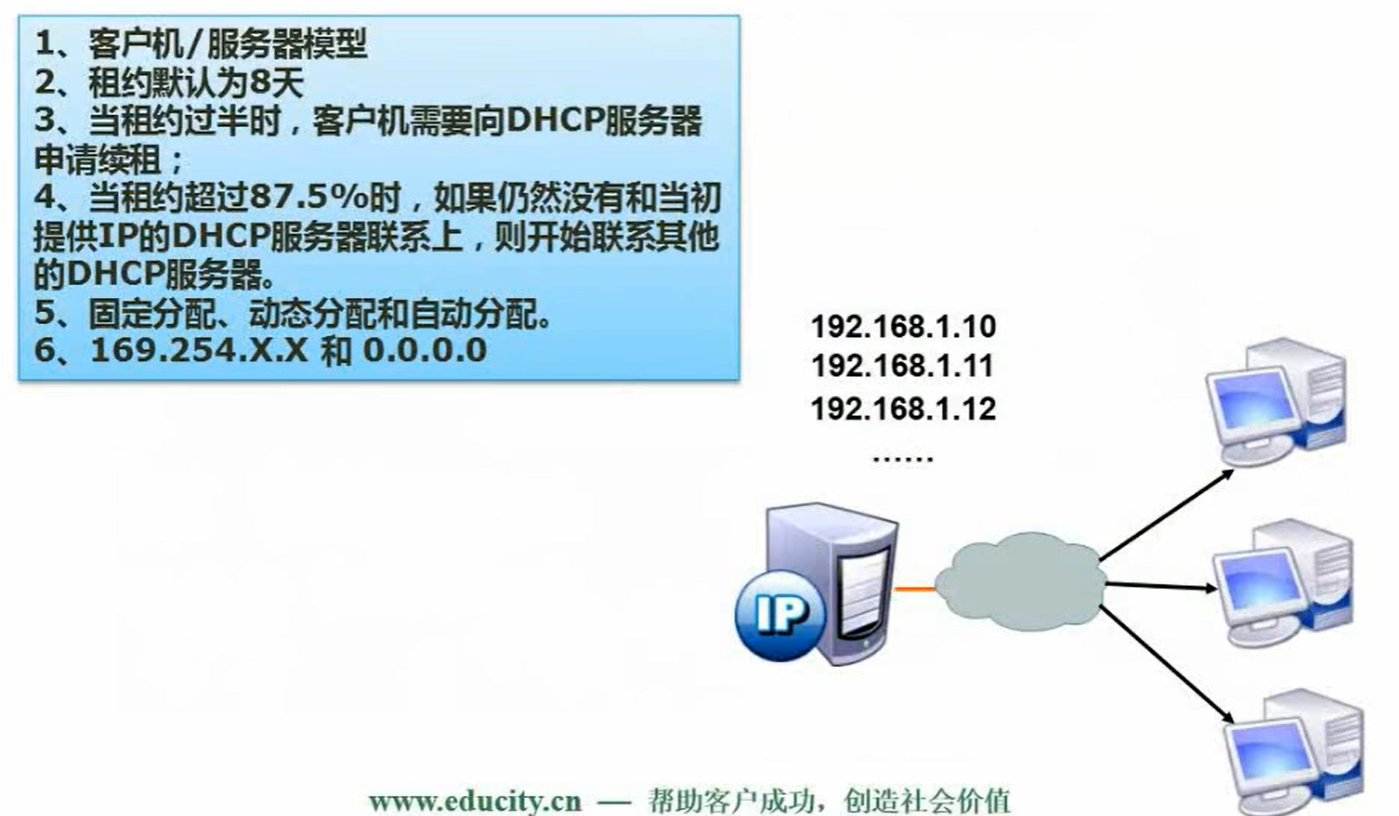 1、客户机/服务器模型
2、租约默认为8天
3、当租约过半时，客户机需要向DHCP服务器
申请续租；
4、当租约超过87.5%时，如果仍然没有和当初
提供IP的DHCP服务器联系上，则开始联系其他
的DHCP服务器。
5、固定分配、动态分配和自动分配。
6、169.254.X.X 和 0.0.0.0
192.168.1.10
192.168.1.11
192.168.1.12
……
IP
www.educity.cn — 帮助客户成功，创造社会价值